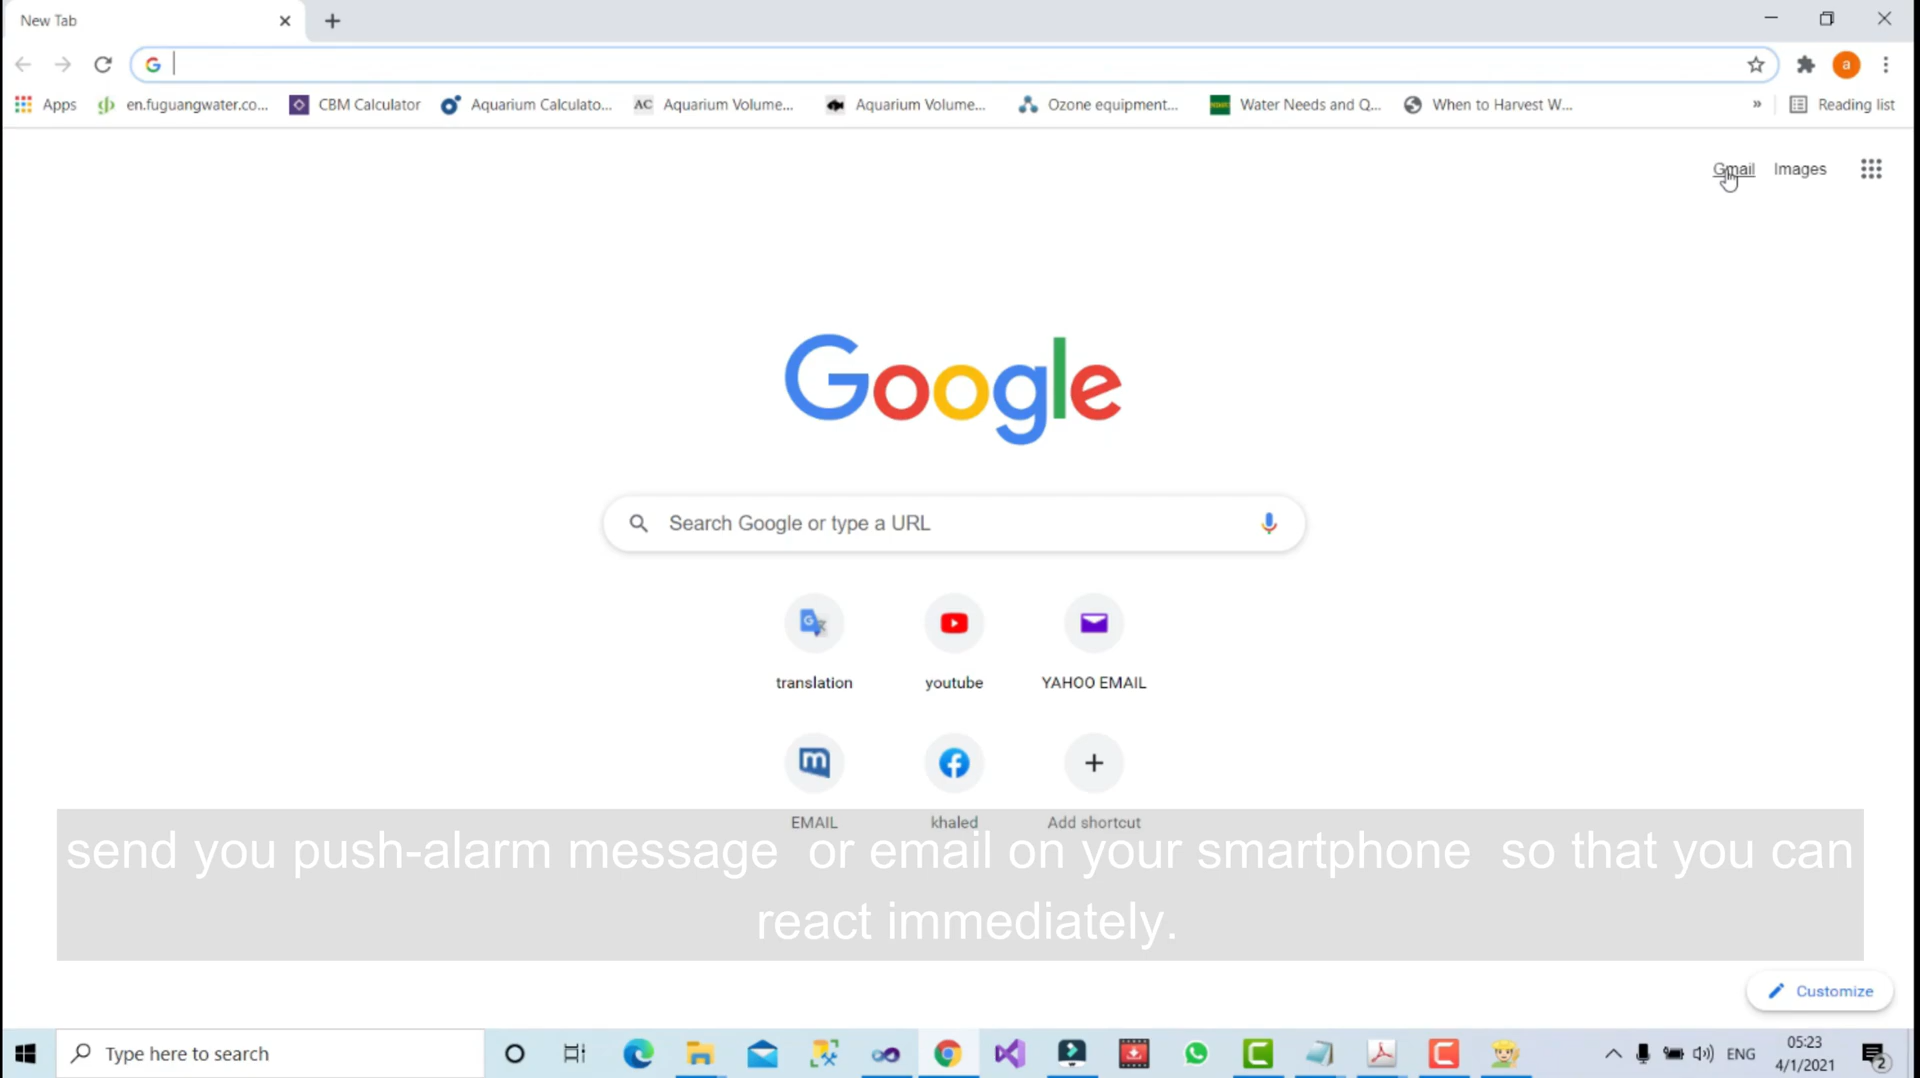 New Tab
Apps en.fuguangwater.co... CBM Calculator Aquarium Calculato... AC Aquarium Volume... Aquarium Volume... Ozone equipment... Water Needs and Q... When to Harvest W... » Reading list
Gmail Images
Google
Search Google or type a URL
translation youtube YAHOO EMAIL
EMAIL khaled Add shortcut
send you push-alarm message or email on your smartphone so that you can
react immediately.
Customize
Type here to search
ENG
05:23
4/1/2021
2
a